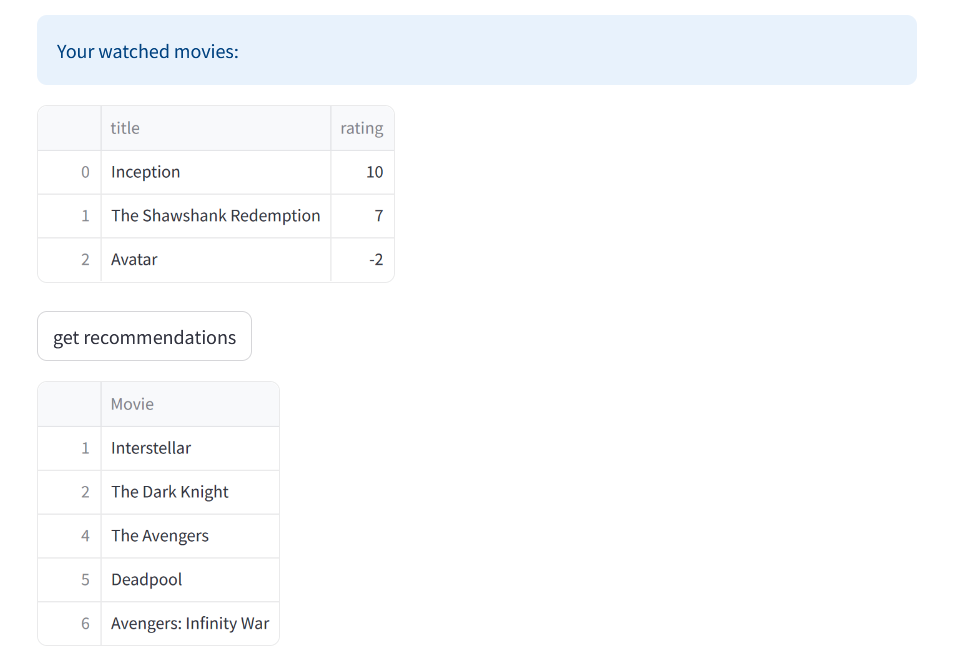 Your watched movies:
title rating
0 Inception 10
1 The Shawshank Redemption 7
2 Avatar -2
get recommendations
Movie
1 Interstellar
2 The Dark Knight
4 The Avengers
5 Deadpool
6 Avengers: Infinity War